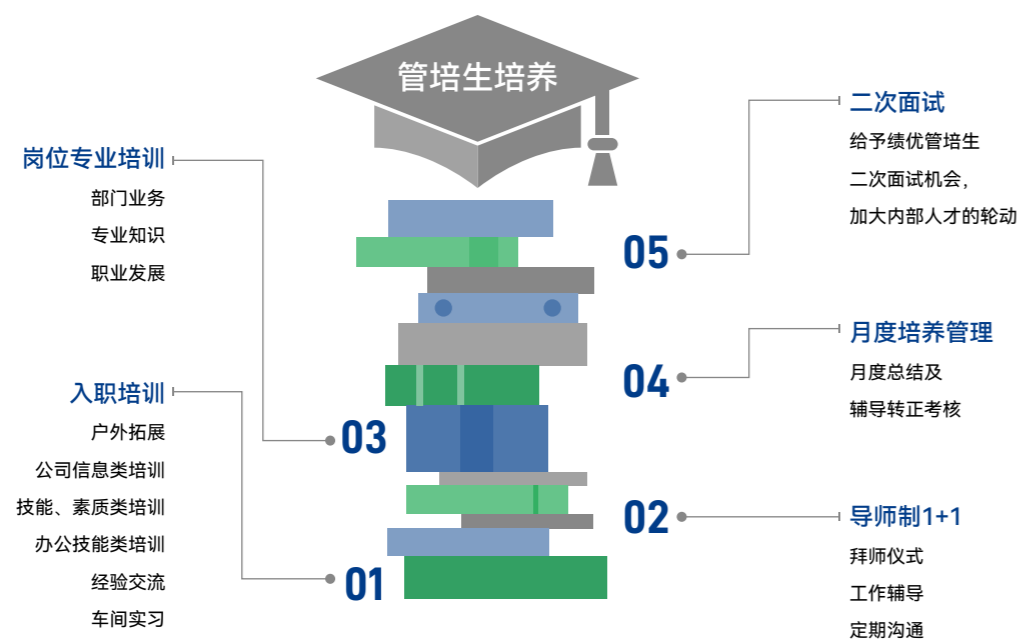 管培生培养
岗位专业培训
部门业务
专业知识
职业发展
03
入职培训
户外拓展
公司信息类培训
技能、素质类培训
办公技能类培训
经验交流
车间实习
01
二次面试
给予绩优管培生
二次面试机会，
加大内部人才的轮动
05
月度培养管理
月度总结及
辅导转正考核
04
导师制1+1
拜师仪式
工作辅导
定期沟通
02